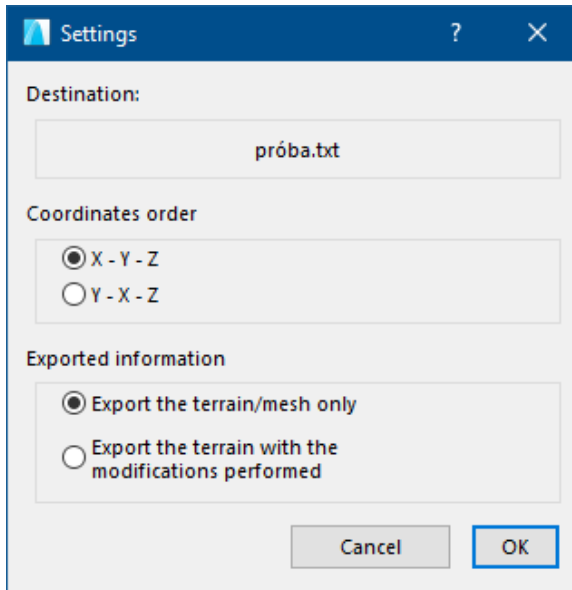 Settings ?
Destination:
próba.txt
Coordinates order
X - Y - Z
Y - X - Z
Exported information
Export the terrain/mesh only
Export the terrain with the
modifications performed
Cancel OK